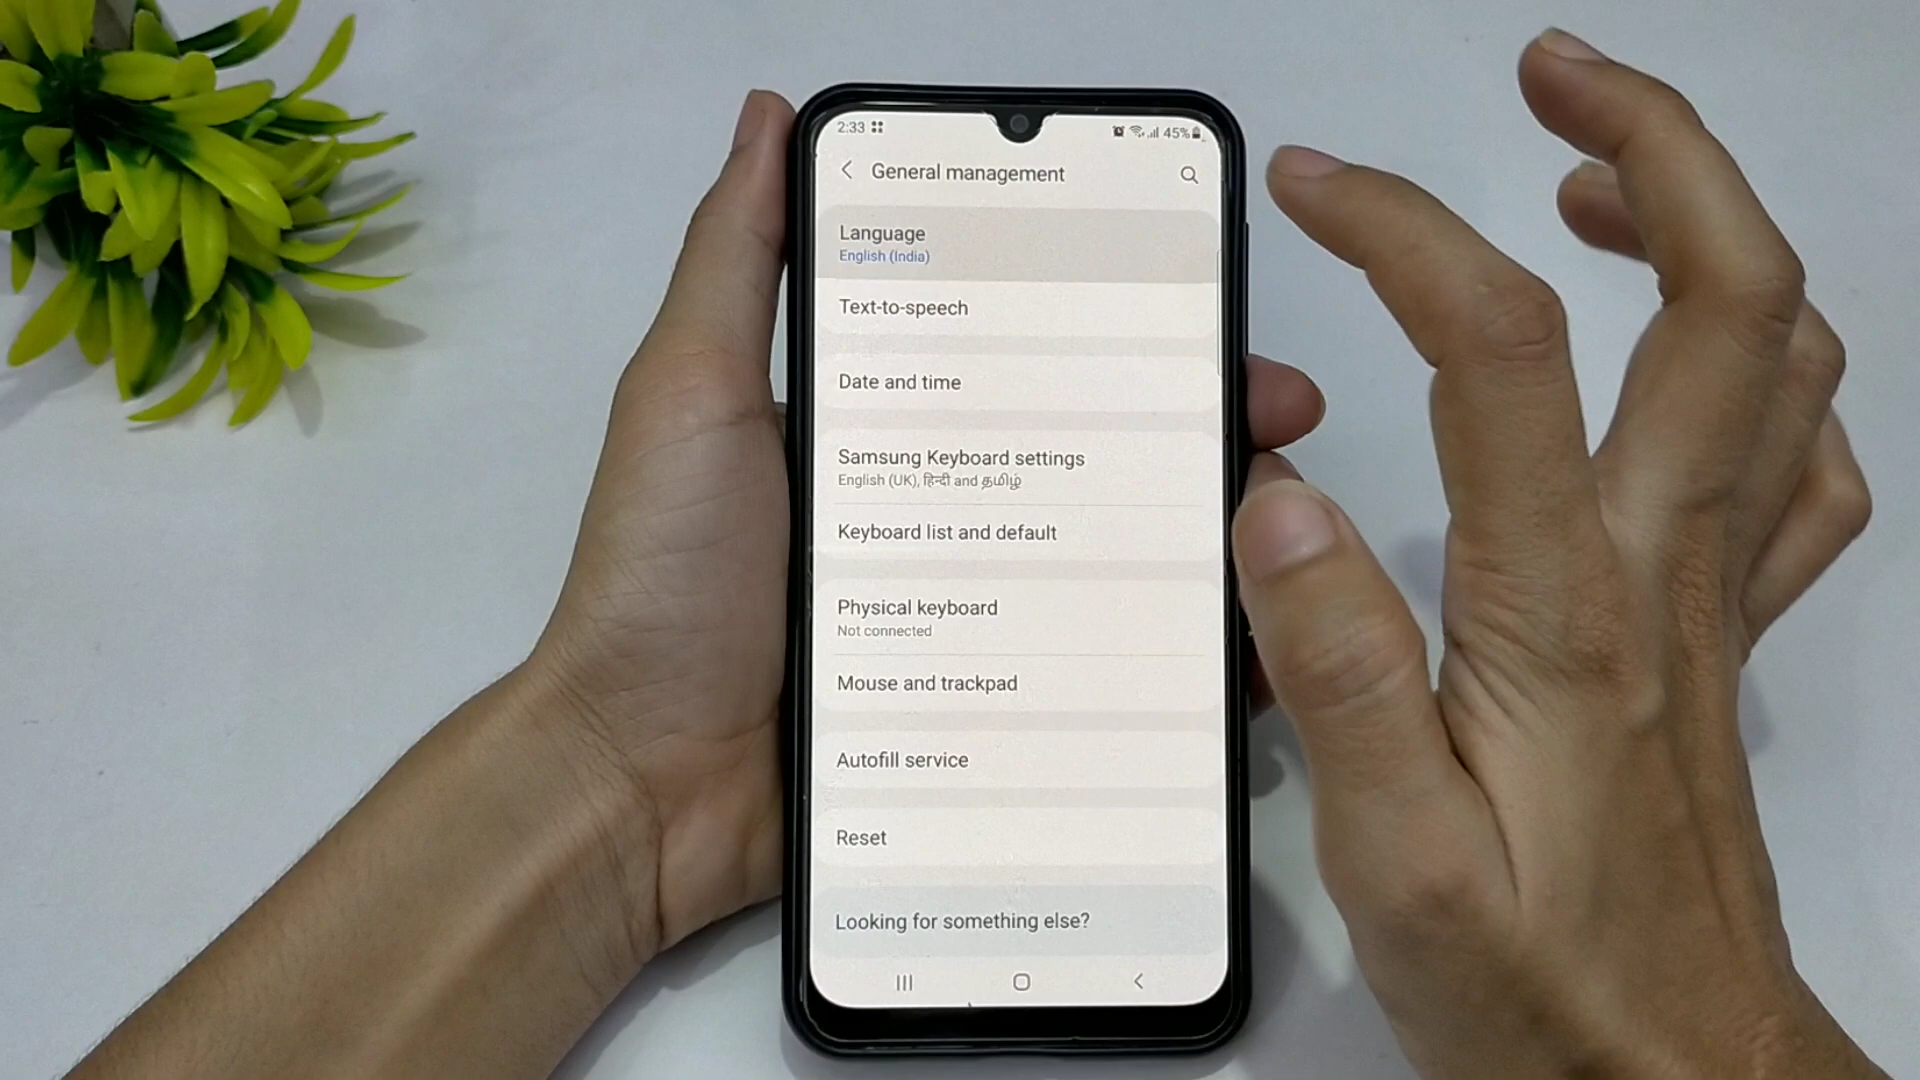 2:33
45%
General management
Language
English (India)
Text-to-speech
Date and time
Samsung Keyboard settings
English (UK), हिन्दी and தமிழ்
Keyboard list and default
Physical keyboard
Not connected
Mouse and trackpad
Autofill service
Reset
Looking for something else?